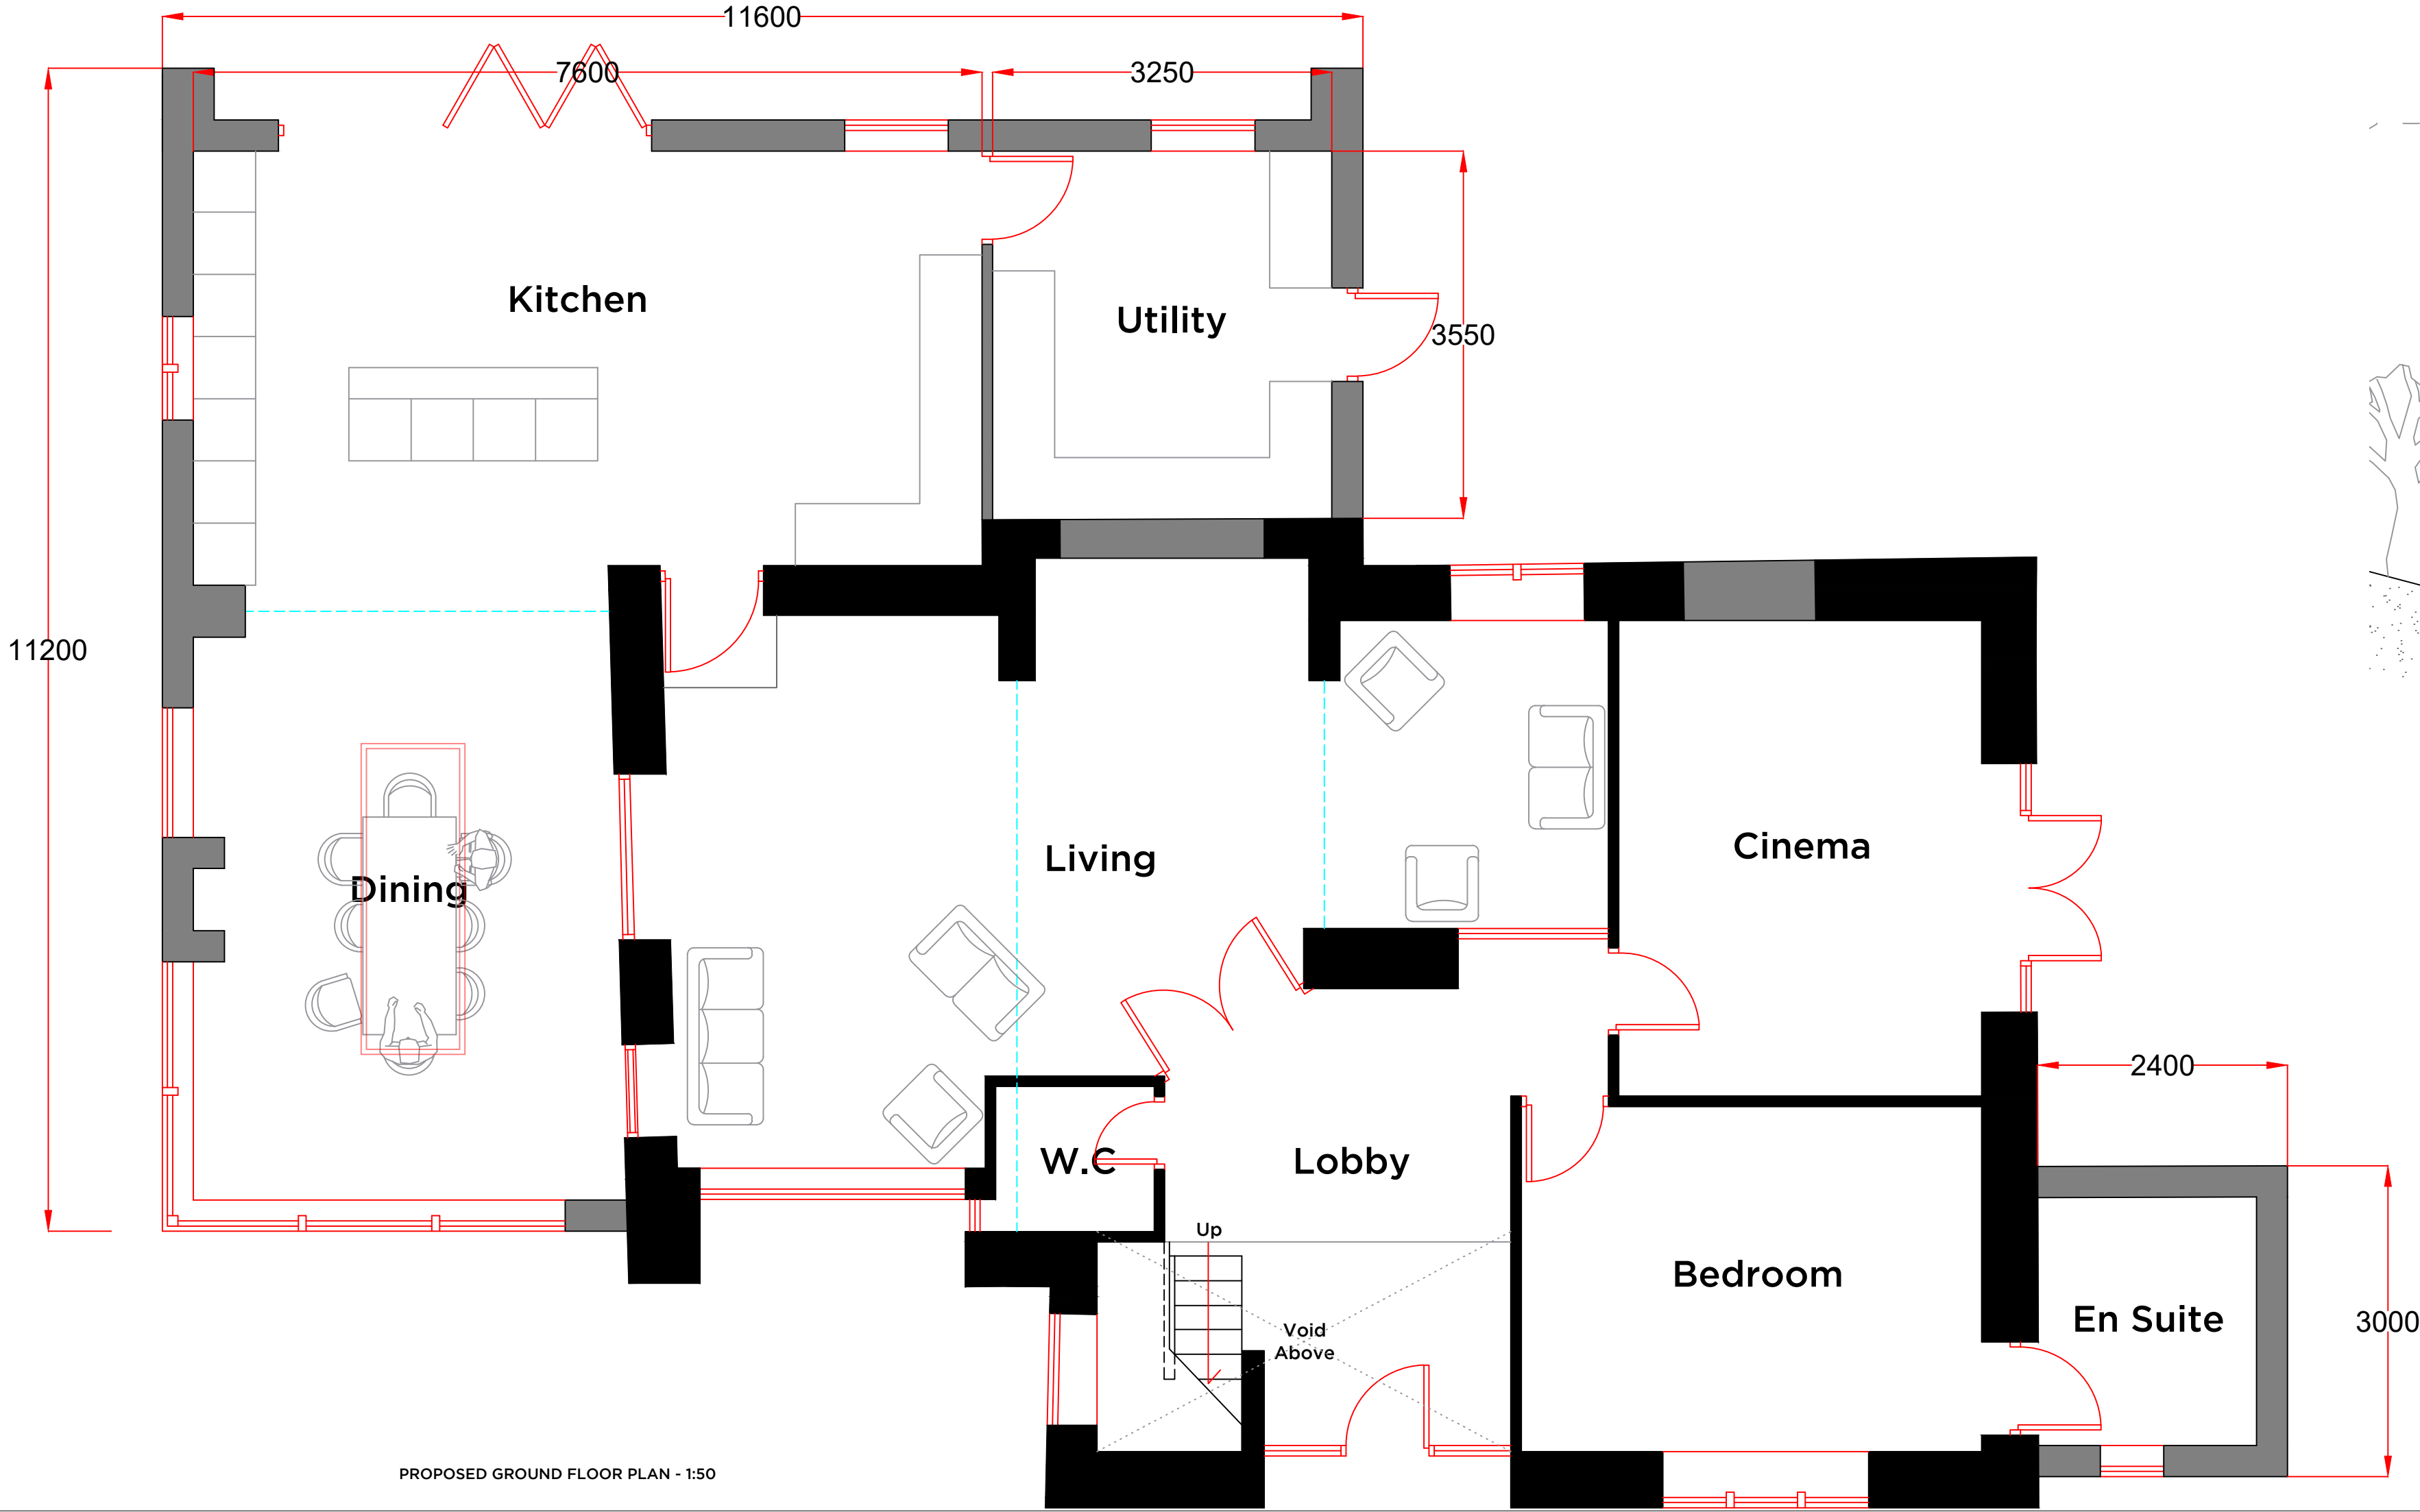 11600
7600
3250
Kitchen
Utility
3550
11200
Living
Cinema
Dining
2400
W.C
Lobby
Up
Bedroom
En Suite
3000
Void
Above
PROPOSED GROUND FLOOR PLAN - 1:50